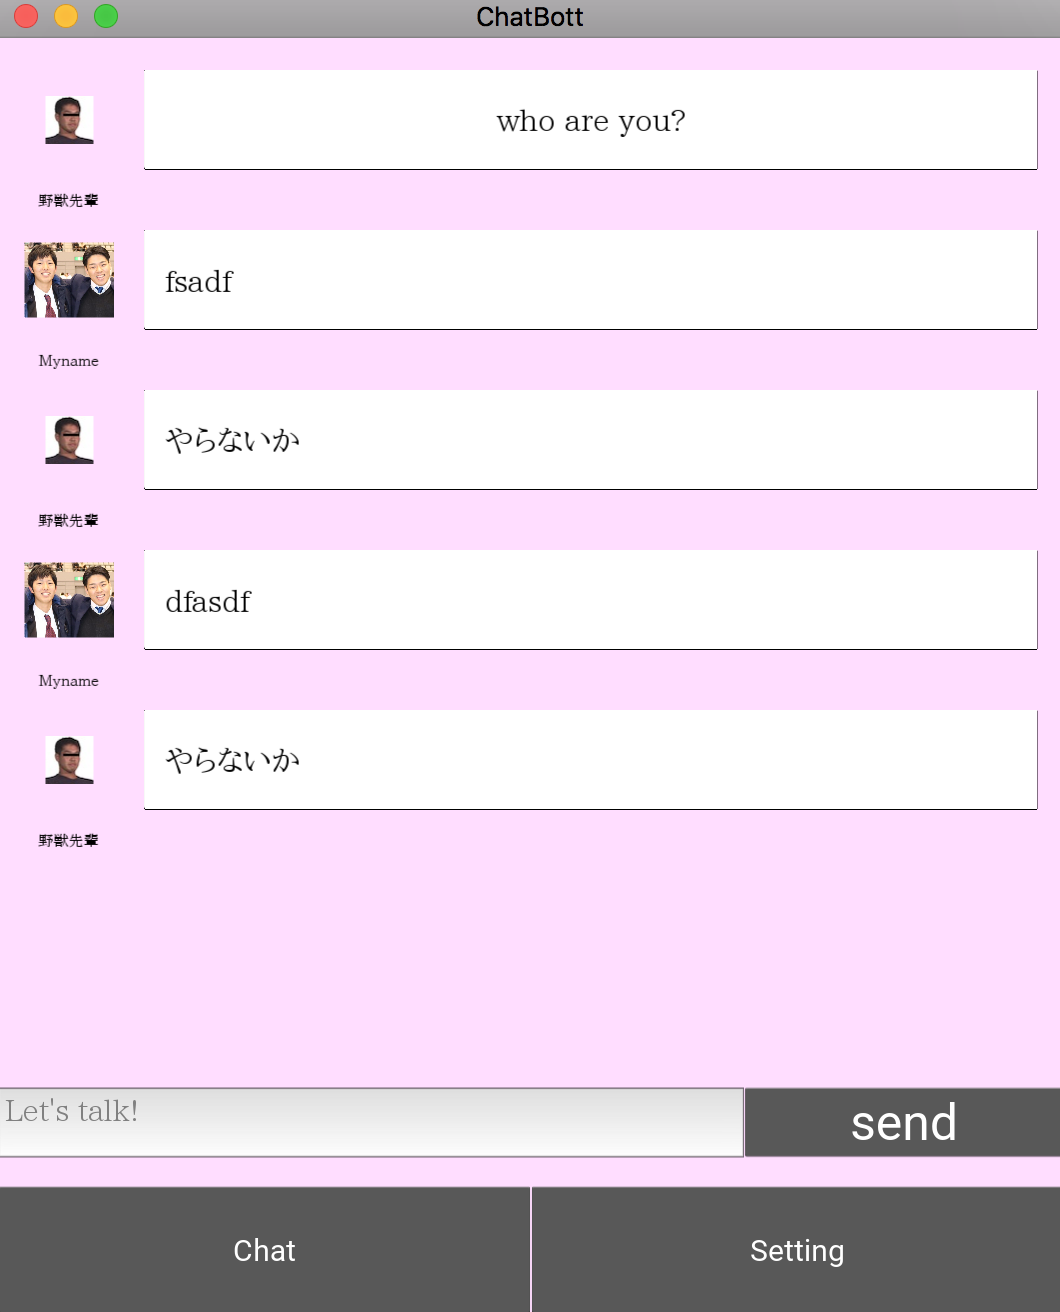 ChatBott
who are you?
野獣先輩
fsadf
Myname
やらないか
野獣先輩
dfasdf
Myname
やらないか
野獣先輩
Let's talk!
send
Chat
Setting